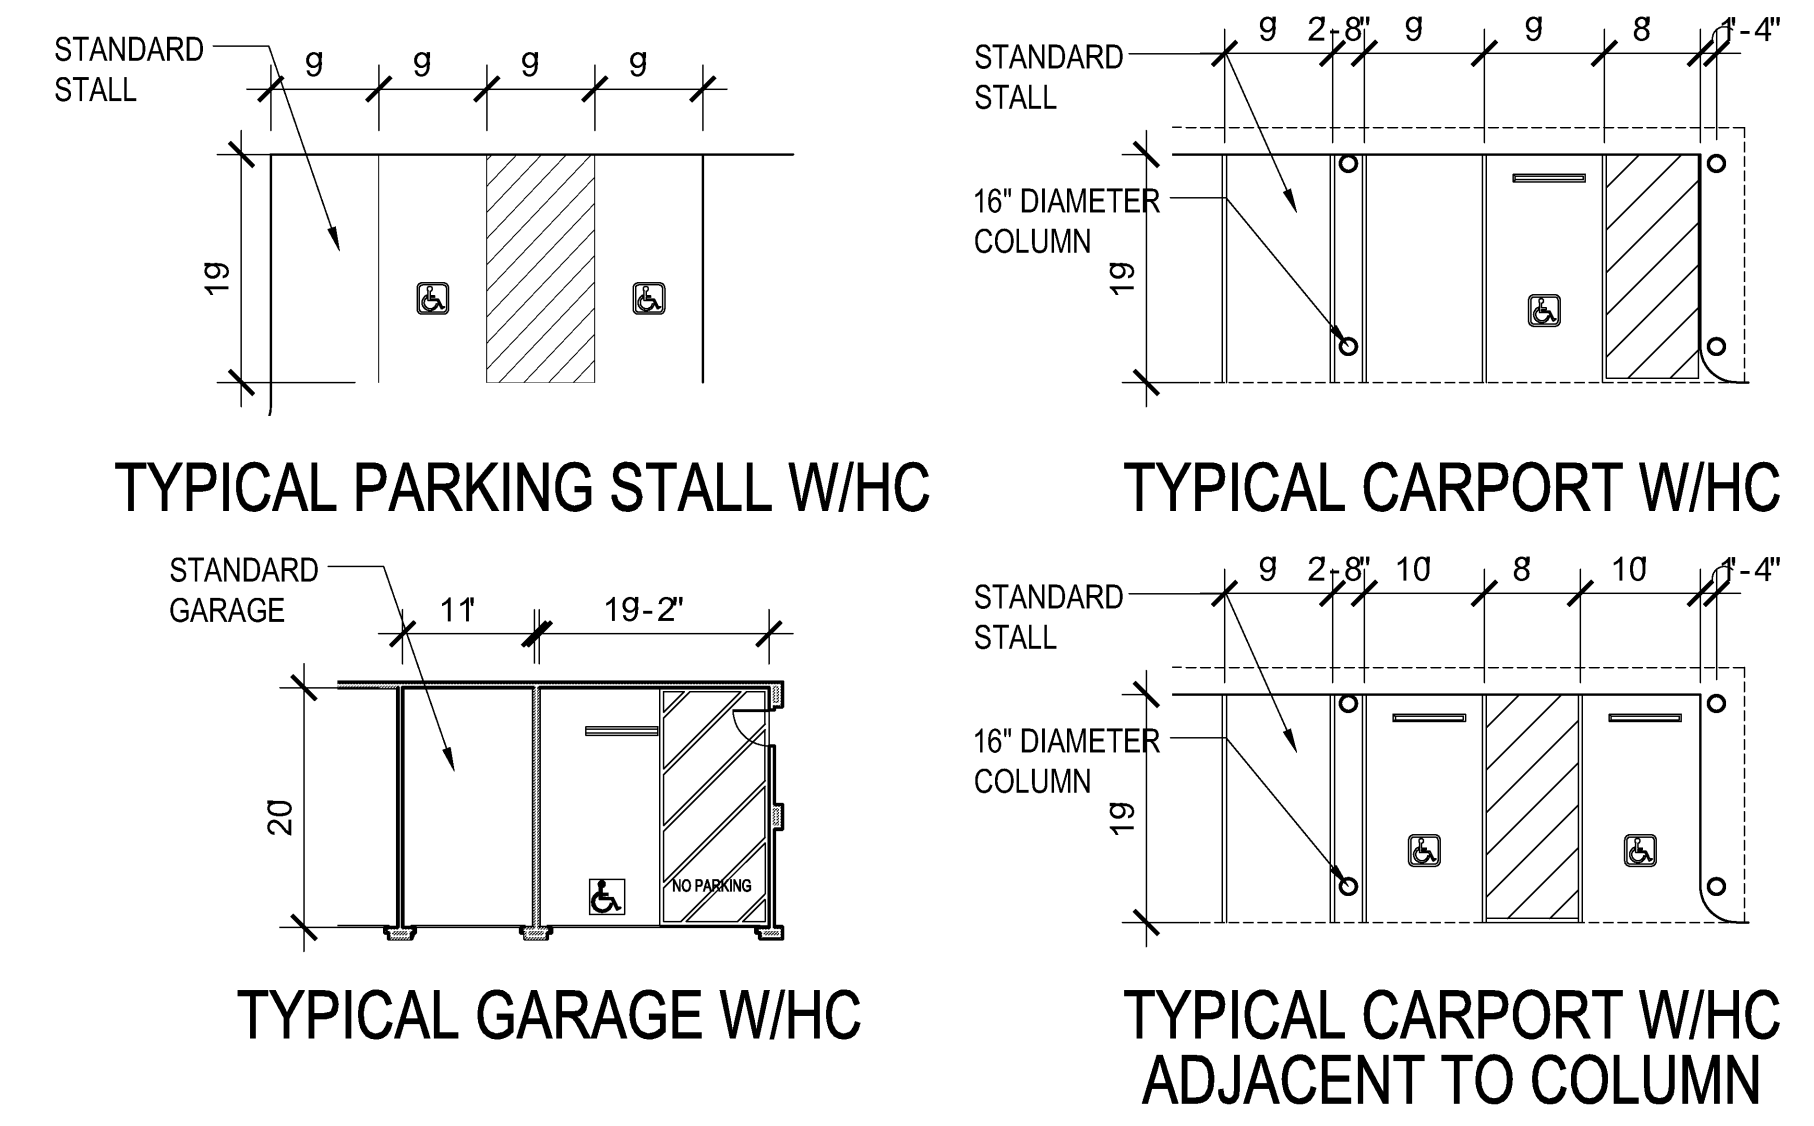 STANDARD
STALL
9' 9' 9' 9'
19'
TYPICAL PARKING STALL W/HC
STANDARD
STALL
9' 2'-8" 9' 9' 8' 1'-4"
16" DIAMETER
COLUMN
19'
TYPICAL CARPORT W/HC
STANDARD
GARAGE
11' 19'-2"
20'
NO PARKING
TYPICAL GARAGE W/HC
STANDARD
STALL
9' 2'-8" 10' 8' 10' 1'-4"
16" DIAMETER
COLUMN
19'
TYPICAL CARPORT W/HC
ADJACENT TO COLUMN